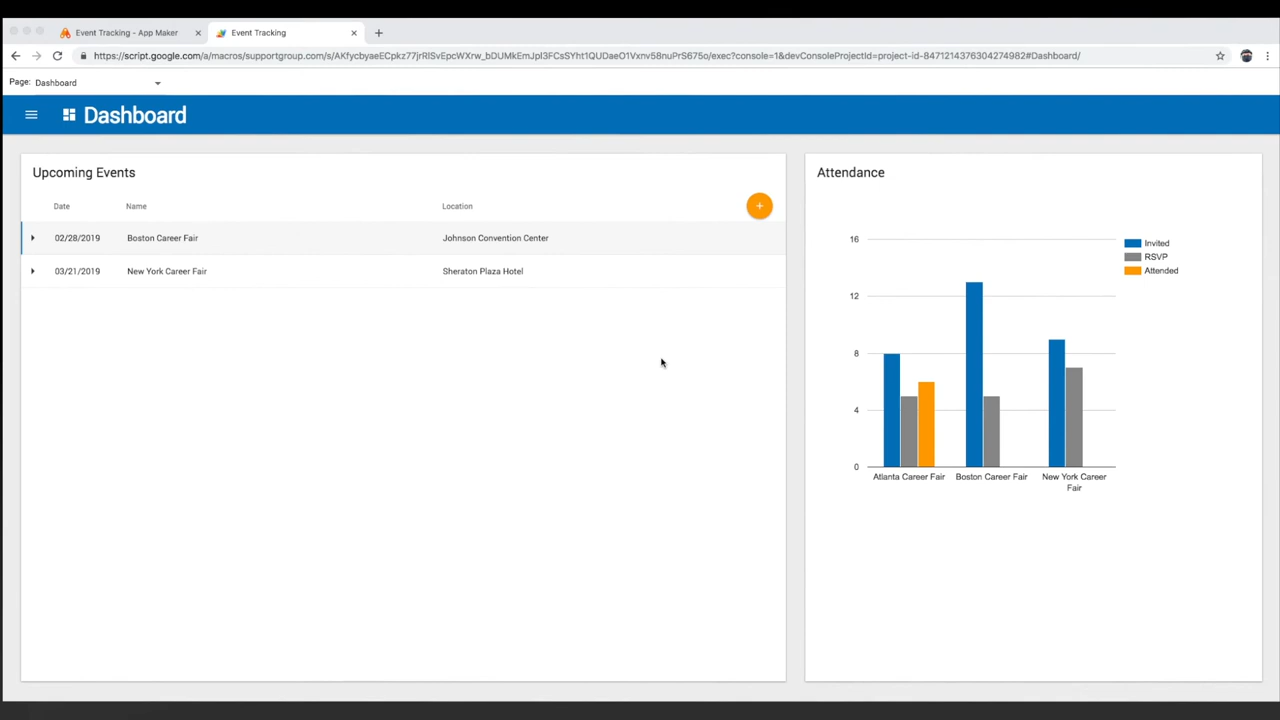 Event Tracking - App Maker
Event Tracking
https://script.google.com/a/macros/supportgroup.com/s/AKfycbyaeECpkz77jrRlSvEpcWXrw_bDUMkEmJpl3FCsSYht1QUDaeO1Vxnv58nuPrS675o/exec?console=1&devConsoleProjectId=project-id-8471214376304274982#Dashboard/
Page: Dashboard
Dashboard
Upcoming Events
Date Name Location
+
02/28/2019 Boston Career Fair Johnson Convention Center
03/21/2019 New York Career Fair Sheraton Plaza Hotel
Attendance
16
12
8
4
0
Invited
RSVP
Attended
Atlanta Career Fair
Boston Career Fair
New York Career
Fair